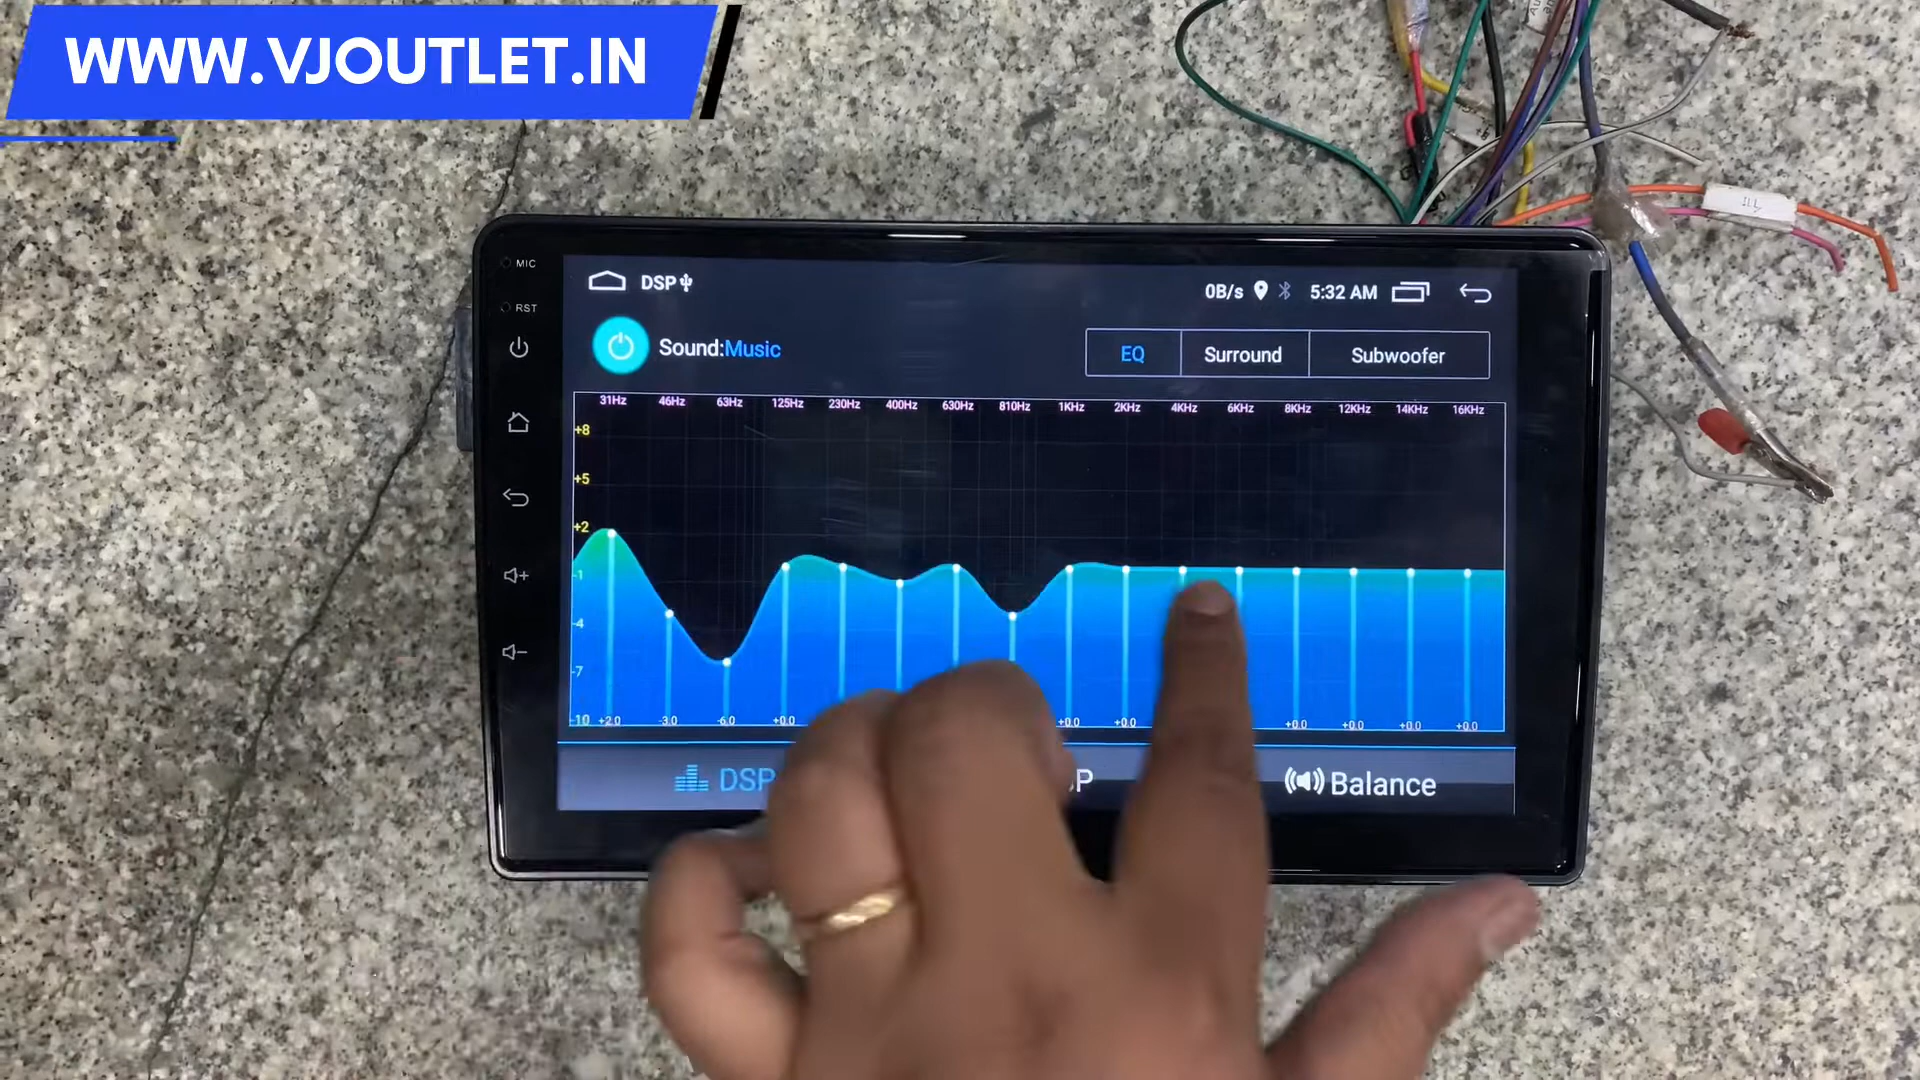 WWW.VJOUTLET.IN
MIC
RST
DSP
0B/s 5:32 AM
Sound:Music
EQ Surround Subwoofer
31Hz 46Hz 63Hz 125Hz 230Hz 400Hz 630Hz 810Hz 1KHz 2KHz 4KHz 6KHz 8KHz 12KHz 14KHz 16KHz
+8
+5
+2
-1
-4
-7
-10 +2.0 -3.0 -6.0 +0.0 +0.0 +0.0 +0.0 +0.0 +0.0 +0.0
DSP Balance
ILL